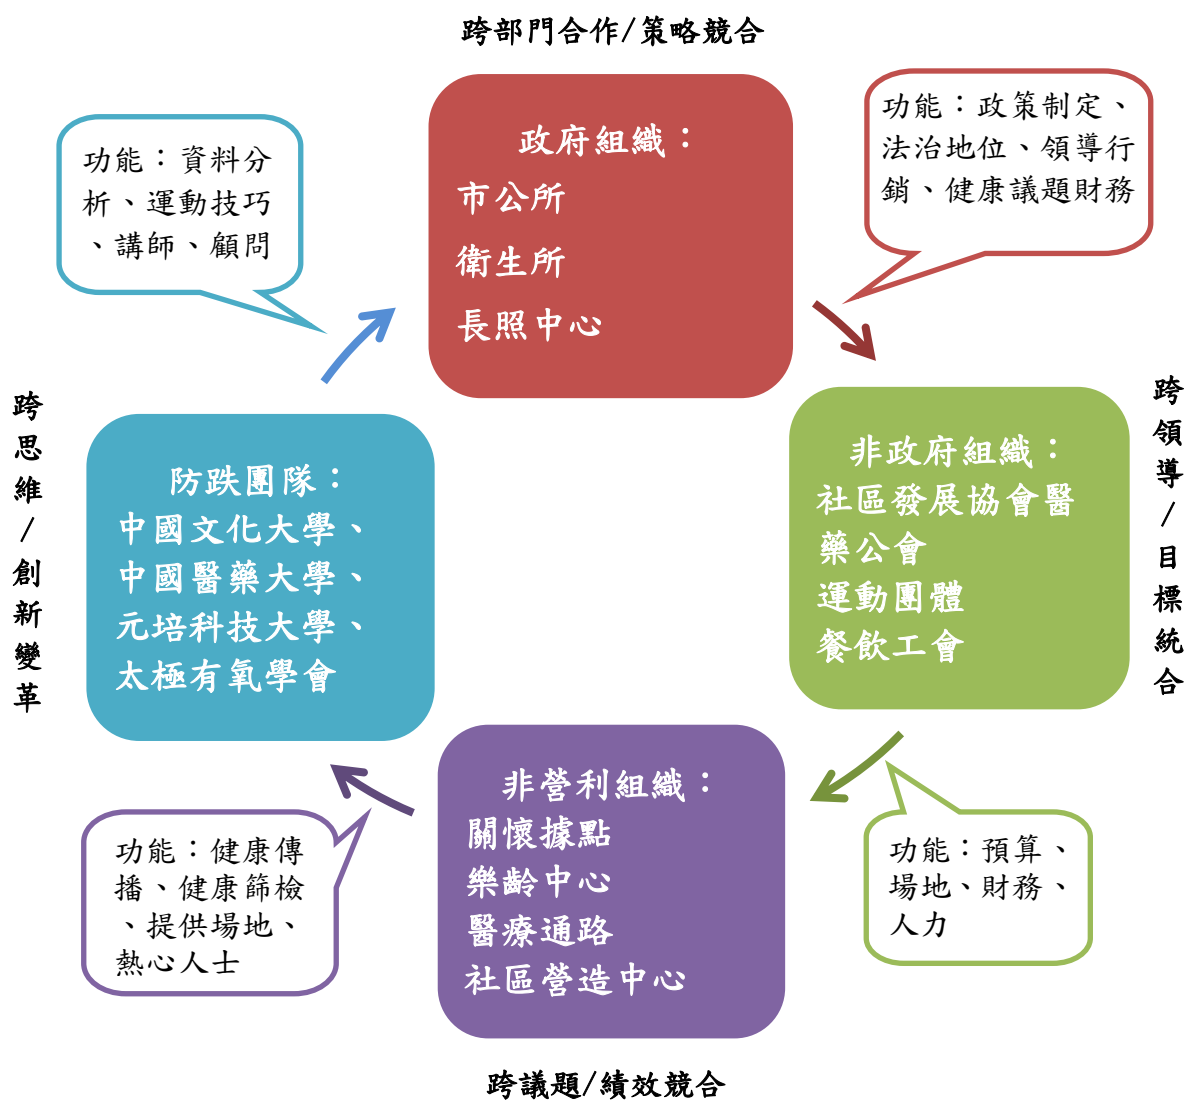 跨部門合作/策略競合
功能：資料分
析、運動技巧
、講師、顧問
政府組織：
市公所
衛生所
長照中心
功能：政策制定、
法治地位、領導行
銷、健康議題財務
跨思維/創新變革
防跌團隊：
中國文化大學、
中國醫藥大學、
元培科技大學、
太極有氧學會
非政府組織：
社區發展協會醫
藥公會
運動團體
餐飲工會
跨領導/目標統合
功能：健康傳
播、健康篩檢
、提供場地、
熱心人士
非營利組織：
關懷據點
樂齡中心
醫療通路
社區營造中心
功能：預算、
場地、財務、
人力
跨議題/績效競合